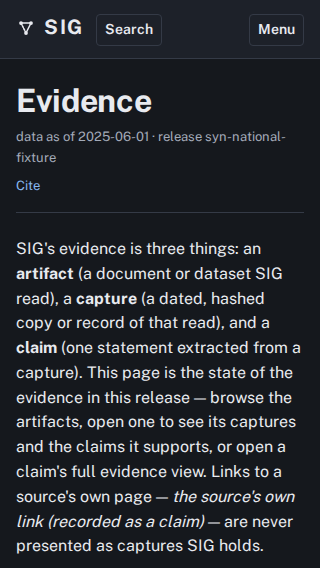 SIG Search Menu
Evidence
data as of 2025-06-01 · release syn-national-
fixture
Cite
SIG's evidence is three things: an
artifact (a document or dataset SIG
read), a capture (a dated, hashed
copy or record of that read), and a
claim (one statement extracted from a
capture). This page is the state of the
evidence in this release — browse the
artifacts, open one to see its captures
and the claims it supports, or open a
claim's full evidence view. Links to a
source's own page — the source's own
link (recorded as a claim) — are never
presented as captures SIG holds.